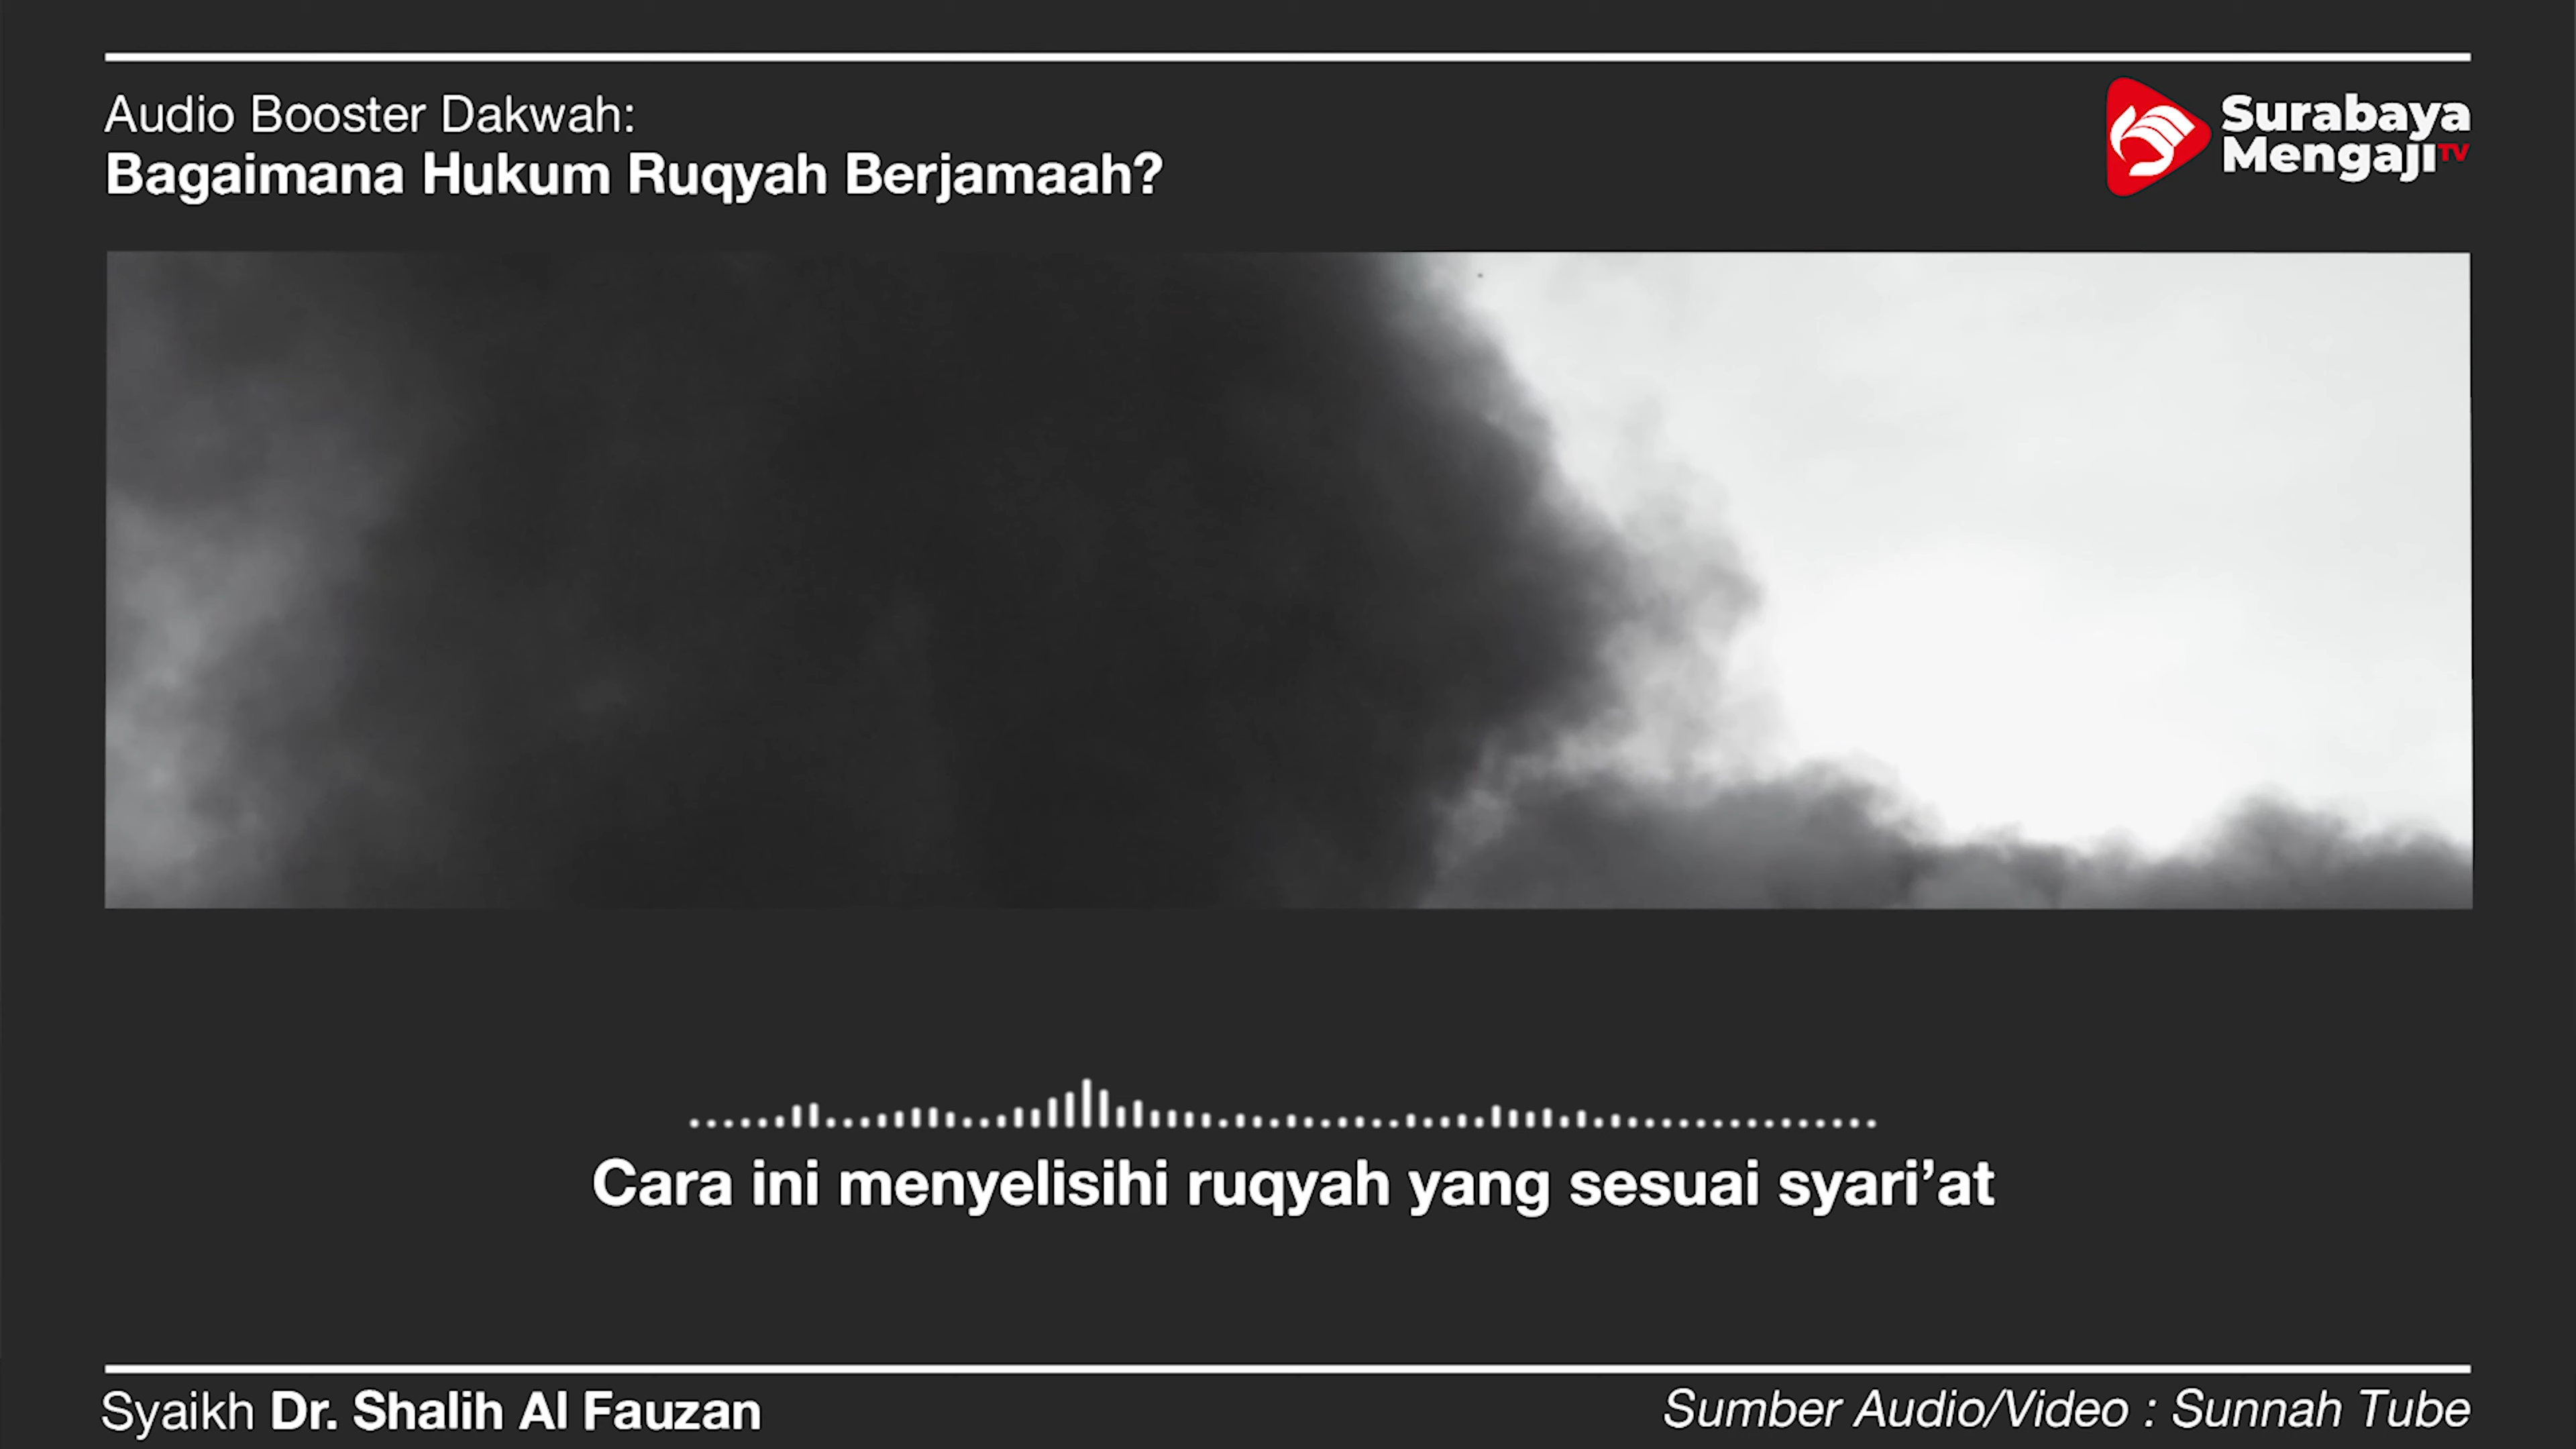 Audio Booster Dakwah:
Bagaimana Hukum Ruqyah Berjamaah?
Surabaya
Mengaji TV
Cara ini menyelisihi ruqyah yang sesuai syari’at
Syaikh Dr. Shalih Al Fauzan
Sumber Audio/Video : Sunnah Tube